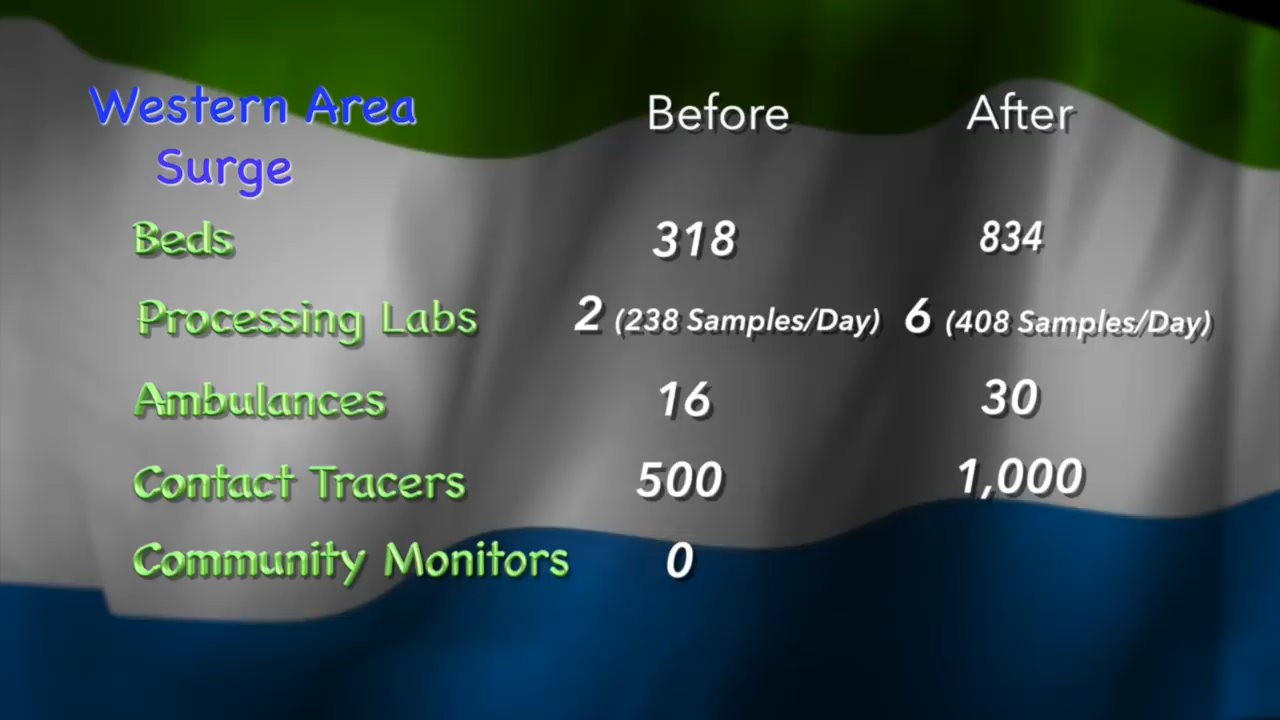 Western Area Before After
Surge
Beds 318 834
Processing Labs 2 (238 Samples/Day) 6 (408 Samples/Day)
Ambulances 16 30
Contact Tracers 500 1,000
Community Monitors 0